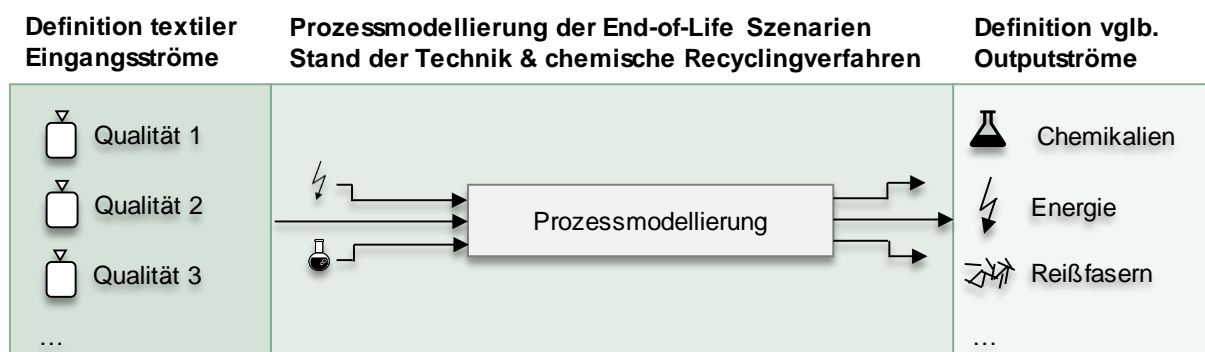 Definition textiler
Eingangsströme
Prozessmodellierung der End-of-Life Szenarien
Stand der Technik & chemische Recyclingverfahren
Definition vglb.
Outputströme
Qualität 1
Qualität 2
Qualität 3
…
Prozessmodellierung
Chemikalien
Energie
Reißfasern
…